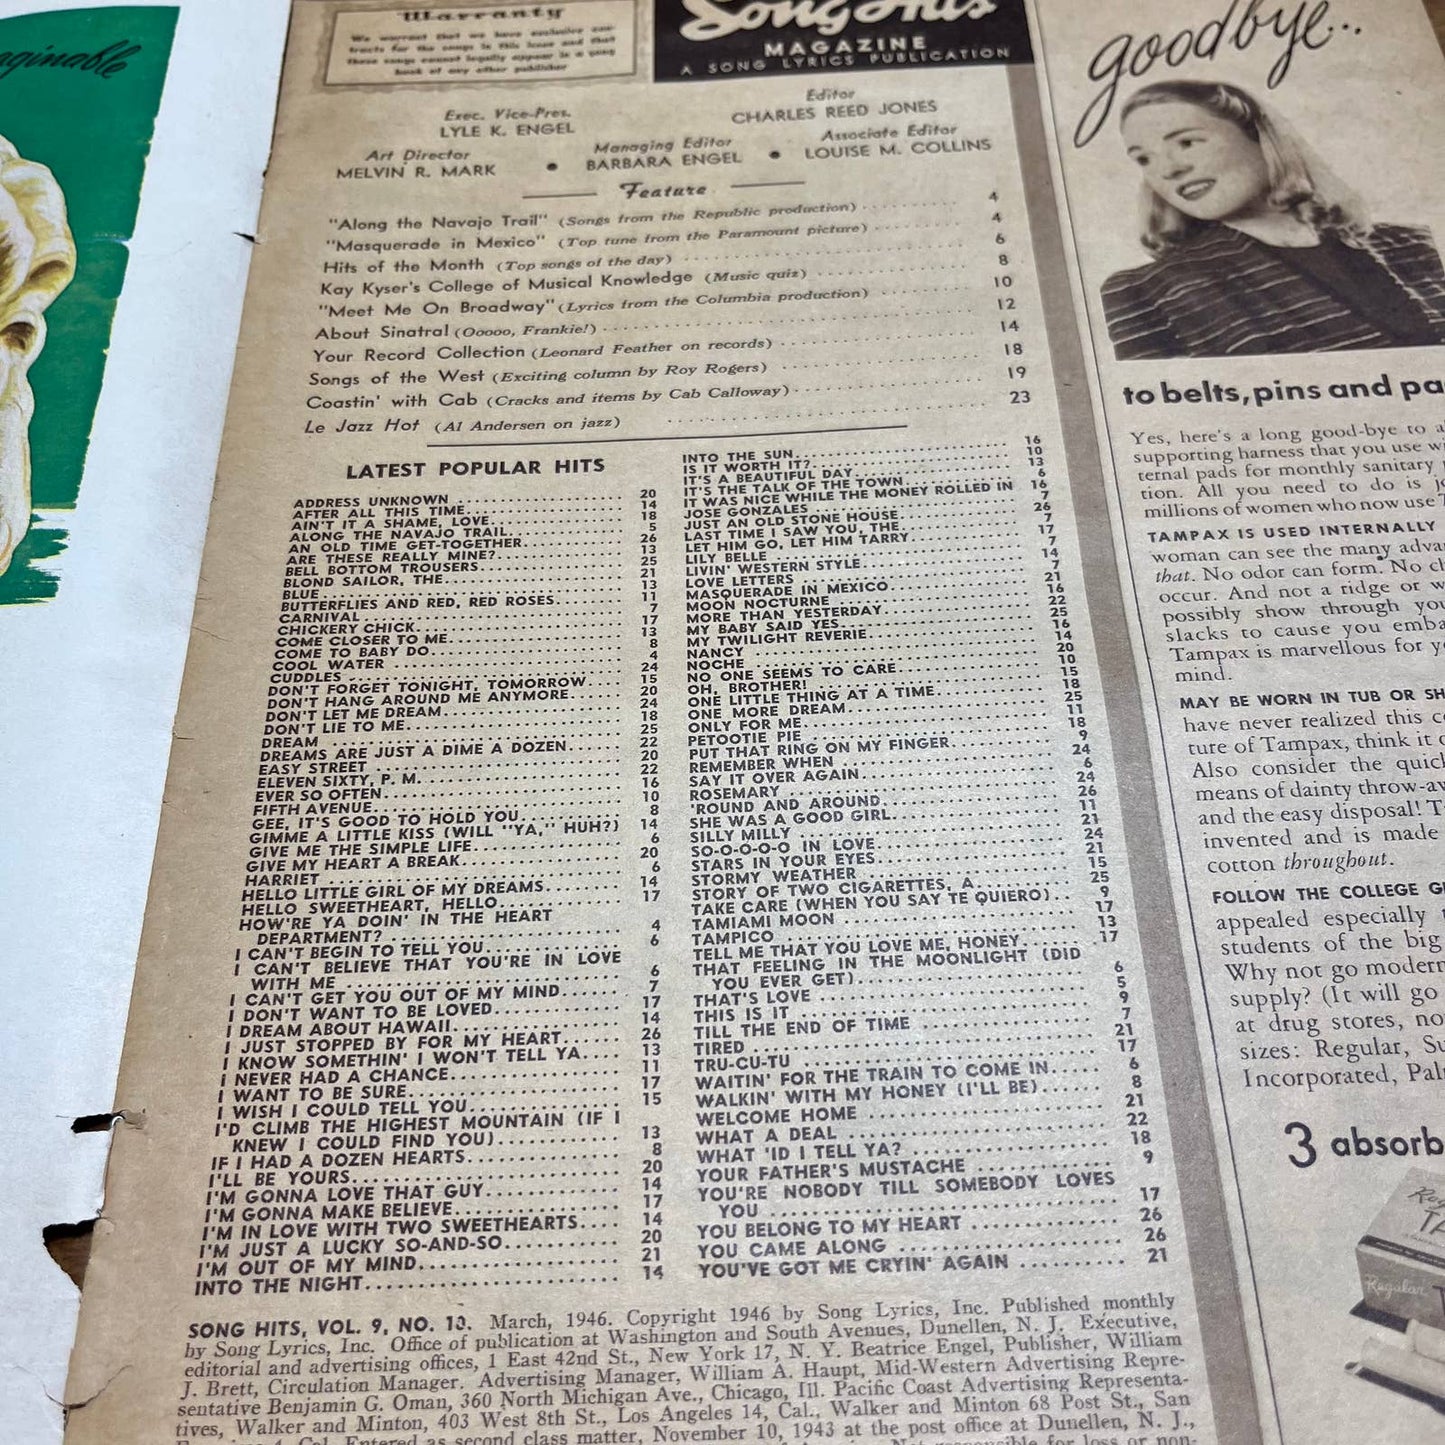 aginable
Warranty
We warrant that we have exclusive con-
tracts for the songs in this issue and that
these songs cannot legally appear in a song
book of any other publisher
Song Hits
MAGAZINE
A SONG LYRICS PUBLICATION
Exec. Vice-Pres.
LYLE K. ENGEL
Editor
CHARLES REED JONES
Art Director
MELVIN R. MARK
•
Managing Editor
BARBARA ENGEL
•
Associate Editor
LOUISE M. COLLINS
Feature
"Along the Navajo Trail" (Songs from the Republic production) 4
"Masquerade in Mexico" (Top tune from the Paramount picture) 4
Hits of the Month (Top songs of the day) 6
Kay Kyser's College of Musical Knowledge (Music quiz) 8
"Meet Me On Broadway" (Lyrics from the Columbia production) 10
About Sinatra! (Ooooo, Frankie!) 12
Your Record Collection (Leonard Feather on records) 14
Songs of the West (Exciting column by Roy Rogers) 18
Coastin' with Cab (Cracks and items by Cab Calloway) 19
Le Jazz Hot (Al Andersen on jazz) 23
LATEST POPULAR HITS
ADDRESS UNKNOWN 20
AFTER ALL THIS TIME 14
AIN'T IT A SHAME, LOVE 18
ALONG THE NAVAJO TRAIL 5
AN OLD TIME GET-TOGETHER 26
ARE THESE REALLY MINE? 13
BELL BOTTOM TROUSERS 25
BLOND SAILOR, THE 21
BLUE 13
BUTTERFLIES AND RED, RED ROSES 11
CARNIVAL 7
CHICKERY CHICK 17
COME CLOSER TO ME 13
COME TO BABY DO 8
COOL WATER 4
CUDDLES 24
DON'T FORGET TONIGHT, TOMORROW 15
DON'T HANG AROUND ME ANYMORE 20
DON'T LET ME DREAM 24
DON'T LIE TO ME 18
DREAM 25
DREAMS ARE JUST A DIME A DOZEN 22
EASY STREET 20
ELEVEN SIXTY, P. M. 22
EVER SO OFTEN 16
FIFTH AVENUE 10
GEE, IT'S GOOD TO HOLD YOU 8
GIMME A LITTLE KISS (WILL "YA," HUH?) 14
GIVE ME THE SIMPLE LIFE 6
GIVE MY HEART A BREAK 20
HARRIET 6
HELLO LITTLE GIRL OF MY DREAMS 14
HELLO SWEETHEART, HELLO 17
HOW'RE YA DOIN' IN THE HEART
DEPARTMENT? 4
I CAN'T BEGIN TO TELL YOU 6
I CAN'T BELIEVE THAT YOU'RE IN LOVE
WITH ME 6
I CAN'T GET YOU OUT OF MY MIND 7
I DON'T WANT TO BE LOVED 17
I DREAM ABOUT HAWAII 14
I JUST STOPPED BY FOR MY HEART 26
I KNOW SOMETHIN' I WON'T TELL YA 13
I NEVER HAD A CHANCE 11
I WANT TO BE SURE 17
I WISH I COULD TELL YOU 15
I'D CLIMB THE HIGHEST MOUNTAIN (IF I
KNEW I COULD FIND YOU) 13
IF I HAD A DOZEN HEARTS 8
I'LL BE YOURS 20
I'M GONNA LOVE THAT GUY 14
I'M GONNA MAKE BELIEVE 17
I'M IN LOVE WITH TWO SWEETHEARTS 14
I'M JUST A LUCKY SO-AND-SO 20
I'M OUT OF MY MIND 21
INTO THE NIGHT 14
INTO THE SUN 16
IS IT WORTH IT? 10
IT'S A BEAUTIFUL DAY 13
IT'S THE TALK OF THE TOWN 6
IT WAS NICE WHILE THE MONEY ROLLED IN 16
JOSE GONZALES 7
JUST AN OLD STONE HOUSE 26
LAST TIME I SAW YOU, THE 7
LET HIM GO, LET HIM TARRY 17
LILY BELLE 7
LIVIN' WESTERN STYLE 14
LOVE LETTERS 7
MASQUERADE IN MEXICO 21
MOON NOCTURNE 16
MORE THAN YESTERDAY 22
MY BABY SAID YES 25
MY TWILIGHT REVERIE 16
NANCY 14
NOCHE 20
NO ONE SEEMS TO CARE 10
OH, BROTHER! 15
ONE LITTLE THING AT A TIME 18
ONE MORE DREAM 25
ONLY FOR ME 11
PETOOTIE PIE 18
PUT THAT RING ON MY FINGER 9
REMEMBER WHEN 24
SAY IT OVER AGAIN 6
ROSEMARY 24
'ROUND AND AROUND 26
SHE WAS A GOOD GIRL 11
SILLY MILLY 21
SO-O-O-O-O IN LOVE 24
STARS IN YOUR EYES 21
STORMY WEATHER 15
STORY OF TWO CIGARETTES, A 25
TAKE CARE (WHEN YOU SAY TE QUIERO) 9
TAMIAMI MOON 17
TAMPICO 13
TELL ME THAT YOU LOVE ME, HONEY 17
THAT FEELING IN THE MOONLIGHT (DID
YOU EVER GET) 6
THAT'S LOVE 5
THIS IS IT 9
TILL THE END OF TIME 7
TIRED 21
TRU-CU-TU 17
WAITIN' FOR THE TRAIN TO COME IN 6
WALKIN' WITH MY HONEY (I'LL BE) 8
WELCOME HOME 21
WHAT A DEAL 22
WHAT 'ID I TELL YA? 18
YOUR FATHER'S MUSTACHE 9
YOU'RE NOBODY TILL SOMEBODY LOVES
YOU 17
YOU BELONG TO MY HEART 26
YOU CAME ALONG 26
YOU'VE GOT ME CRYIN' AGAIN 21
SONG HITS, VOL. 9, NO. 10. March, 1946. Copyright 1946 by Song Lyrics, Inc. Published monthly
by Song Lyrics, Inc. Office of publication at Washington and South Avenues, Dunellen, N. J. Executive,
editorial and advertising offices, 1 East 42nd St., New York 17, N. Y. Beatrice Engel, Publisher, William
J. Brett, Circulation Manager. Advertising Manager, William A. Haupt, Mid-Western Advertising Repre-
sentative Benjamin G. Oman, 360 North Michigan Ave., Chicago, Ill. Pacific Coast Advertising Representa-
tives, Walker and Minton, 403 West 8th St., Los Angeles 14, Cal., Walker and Minton 68 Post St., San
4, Cal. Entered as second class matter, November 10, 1943 at the post office at Dunellen, N. J.,
responsible for loss or non-
goodbye...
to belts, pins and pa
Yes, here's a long good-bye to a
supporting harness that you use w
ternal pads for monthly sanitary
tion. All you need to do is jo
millions of women who now use T
TAMPAX IS USED INTERNALLY
woman can see the many adva
that. No odor can form. No ch
occur. And not a ridge or w
possibly show through you
slacks to cause you emba
Tampax is marvellous for y
mind.
MAY BE WORN IN TUB OR SH
have never realized this c
ture of Tampax, think it o
Also consider the quick
means of dainty throw-aw
and the easy disposal! T
invented and is made
cotton throughout.
FOLLOW THE COLLEGE G
appealed especially t
students of the big
Why not go modern
supply? (It will go
at drug stores, no
sizes: Regular, Su
Incorporated, Pal
3 absorb
Regular
TA
Regular